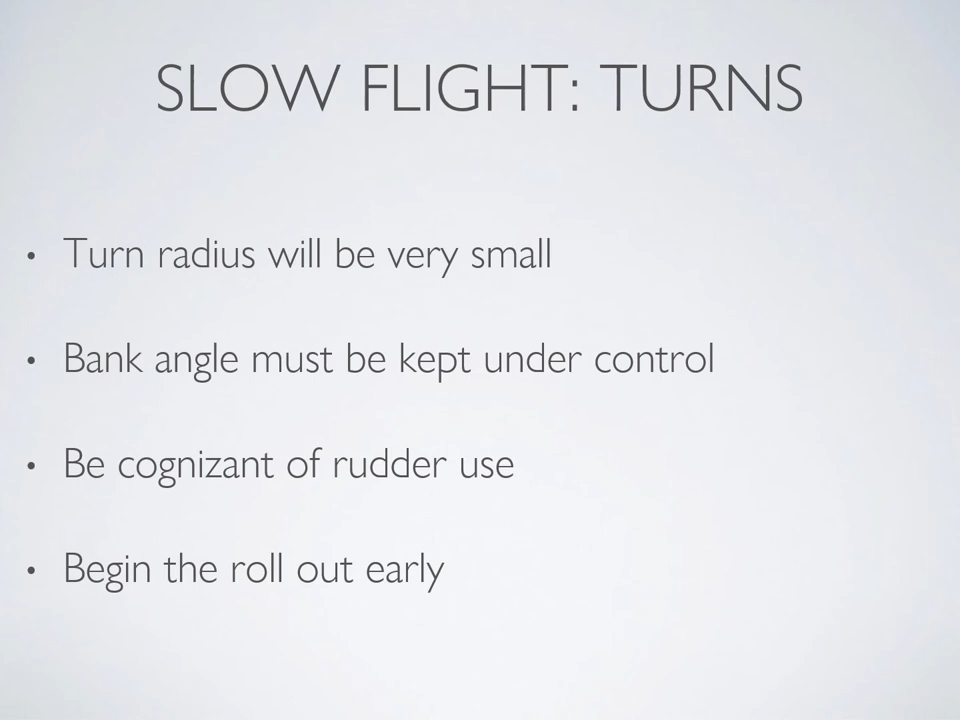 SLOW FLIGHT: TURNS
• Turn radius will be very small
• Bank angle must be kept under control
• Be cognizant of rudder use
• Begin the roll out early